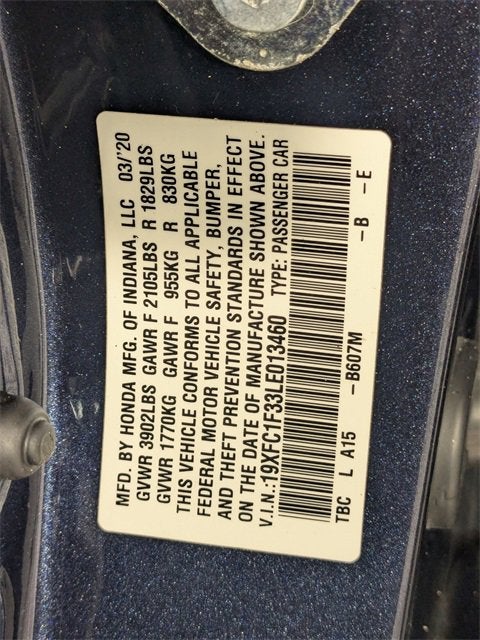 MFD. BY HONDA MFG. OF INDIANA, LLC 03/'20
GVWR 3902LBS GAWR F 2105LBS R 1829LBS
GVWR 1770KG GAWR F 955KG R 830KG
THIS VEHICLE CONFORMS TO ALL APPLICABLE
FEDERAL MOTOR VEHICLE SAFETY, BUMPER,
AND THEFT PREVENTION STANDARDS IN EFFECT
ON THE DATE OF MANUFACTURE SHOWN ABOVE.
V.I.N.:19XFC1F33LE013460 TYPE: PASSENGER CAR
TBC L A15 -B607M -B -E